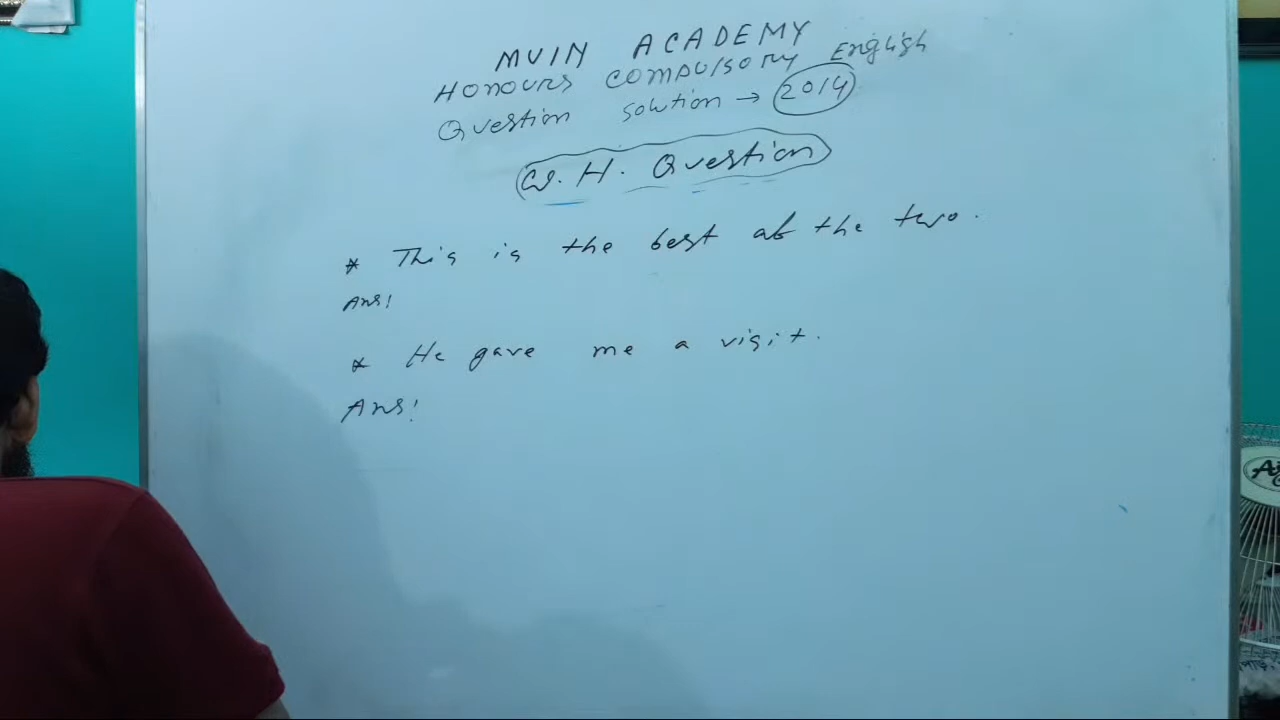 MUIN ACADEMY
HONOURS COMPULSORY English
Question solution → 2014
W.H. Question
* This is the best of the two.
Ans:
* He gave me a visit.
Ans: